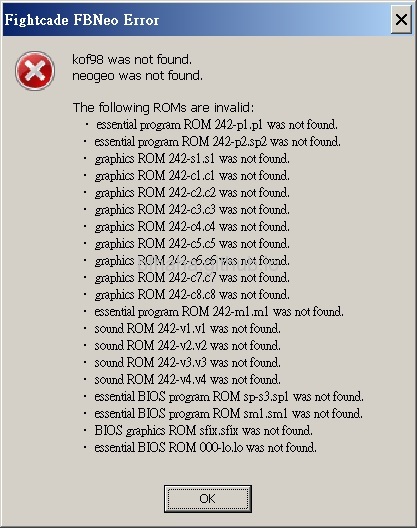 Fightcade FBNeo Error
kof98 was not found.
neogeo was not found.
The following ROMs are invalid:
· essential program ROM 242-p1.p1 was not found.
· essential program ROM 242-p2.sp2 was not found.
· graphics ROM 242-s1.s1 was not found.
· graphics ROM 242-c1.c1 was not found.
· graphics ROM 242-c2.c2 was not found.
· graphics ROM 242-c3.c3 was not found.
· graphics ROM 242-c4.c4 was not found.
· graphics ROM 242-c5.c5 was not found.
· graphics ROM 242-c6.c6 was not found.
· graphics ROM 242-c7.c7 was not found.
· graphics ROM 242-c8.c8 was not found.
· essential program ROM 242-m1.m1 was not found.
· sound ROM 242-v1.v1 was not found.
· sound ROM 242-v2.v2 was not found.
· sound ROM 242-v3.v3 was not found.
· sound ROM 242-v4.v4 was not found.
· essential BIOS program ROM sp-s3.sp1 was not found.
· essential BIOS program ROM sm1.sm1 was not found.
· BIOS graphics ROM sfix.sfix was not found.
· essential BIOS ROM 000-lo.lo was not found.
OK